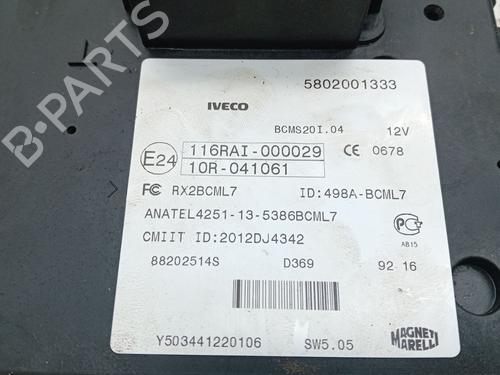 5802001333
IVECO
BCMS20I.04 12V
E24 116RAI-000029 CE 0678
10R-041061
FC RX2BCML7 ID:498A-BCML7
ANATEL4251-13-5386BCML7
CMIIT ID:2012DJ4342
AB15
88202514S D369 92 16
Y503441220106 SW5.05
MAGNETI MARELLI
B-PARTS